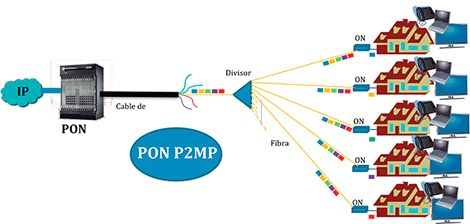 IP
PON
Cable de
Divisor
PON P2MP
Fibra
ON
ON
ON
ON
ON